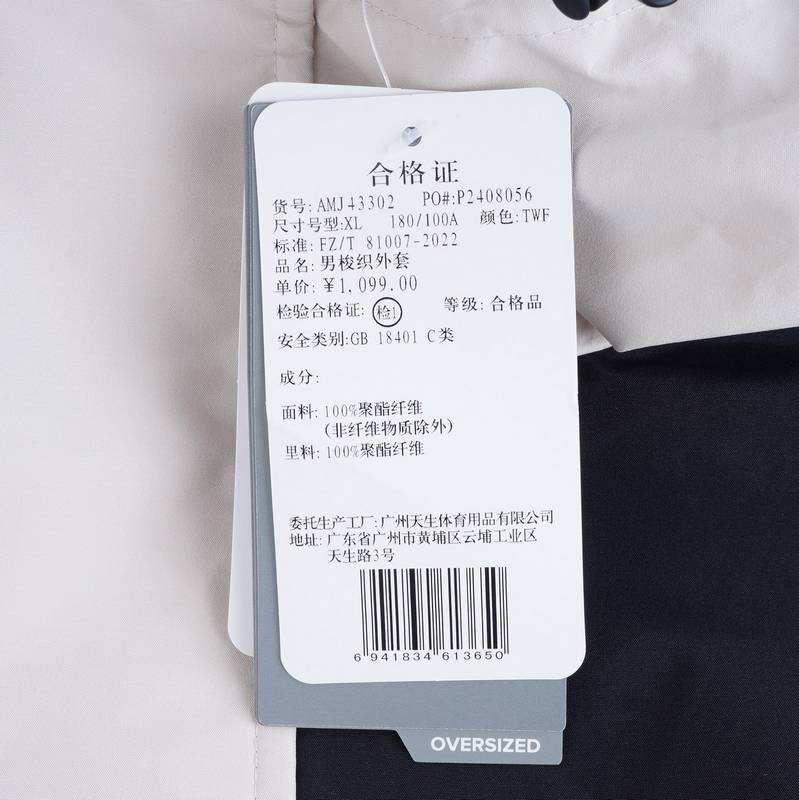 合格证
货号: AMJ43302 PO#:P2408056
尺寸号型:XL 180/100A 颜色:TWF
标准: FZ/T 81007-2022
品名: 男梭织外套
单价: ¥1,099.00
检验合格证: 检1 等级: 合格品
安全类别:GB 18401 C类
成分:
面料: 100%聚酯纤维
(非纤维物质除外)
里料: 100%聚酯纤维
委托生产工厂:广州天生体育用品有限公司
地址: 广东省广州市黄埔区云埔工业区
天生路3号
6 941834 613650
OVERSIZED